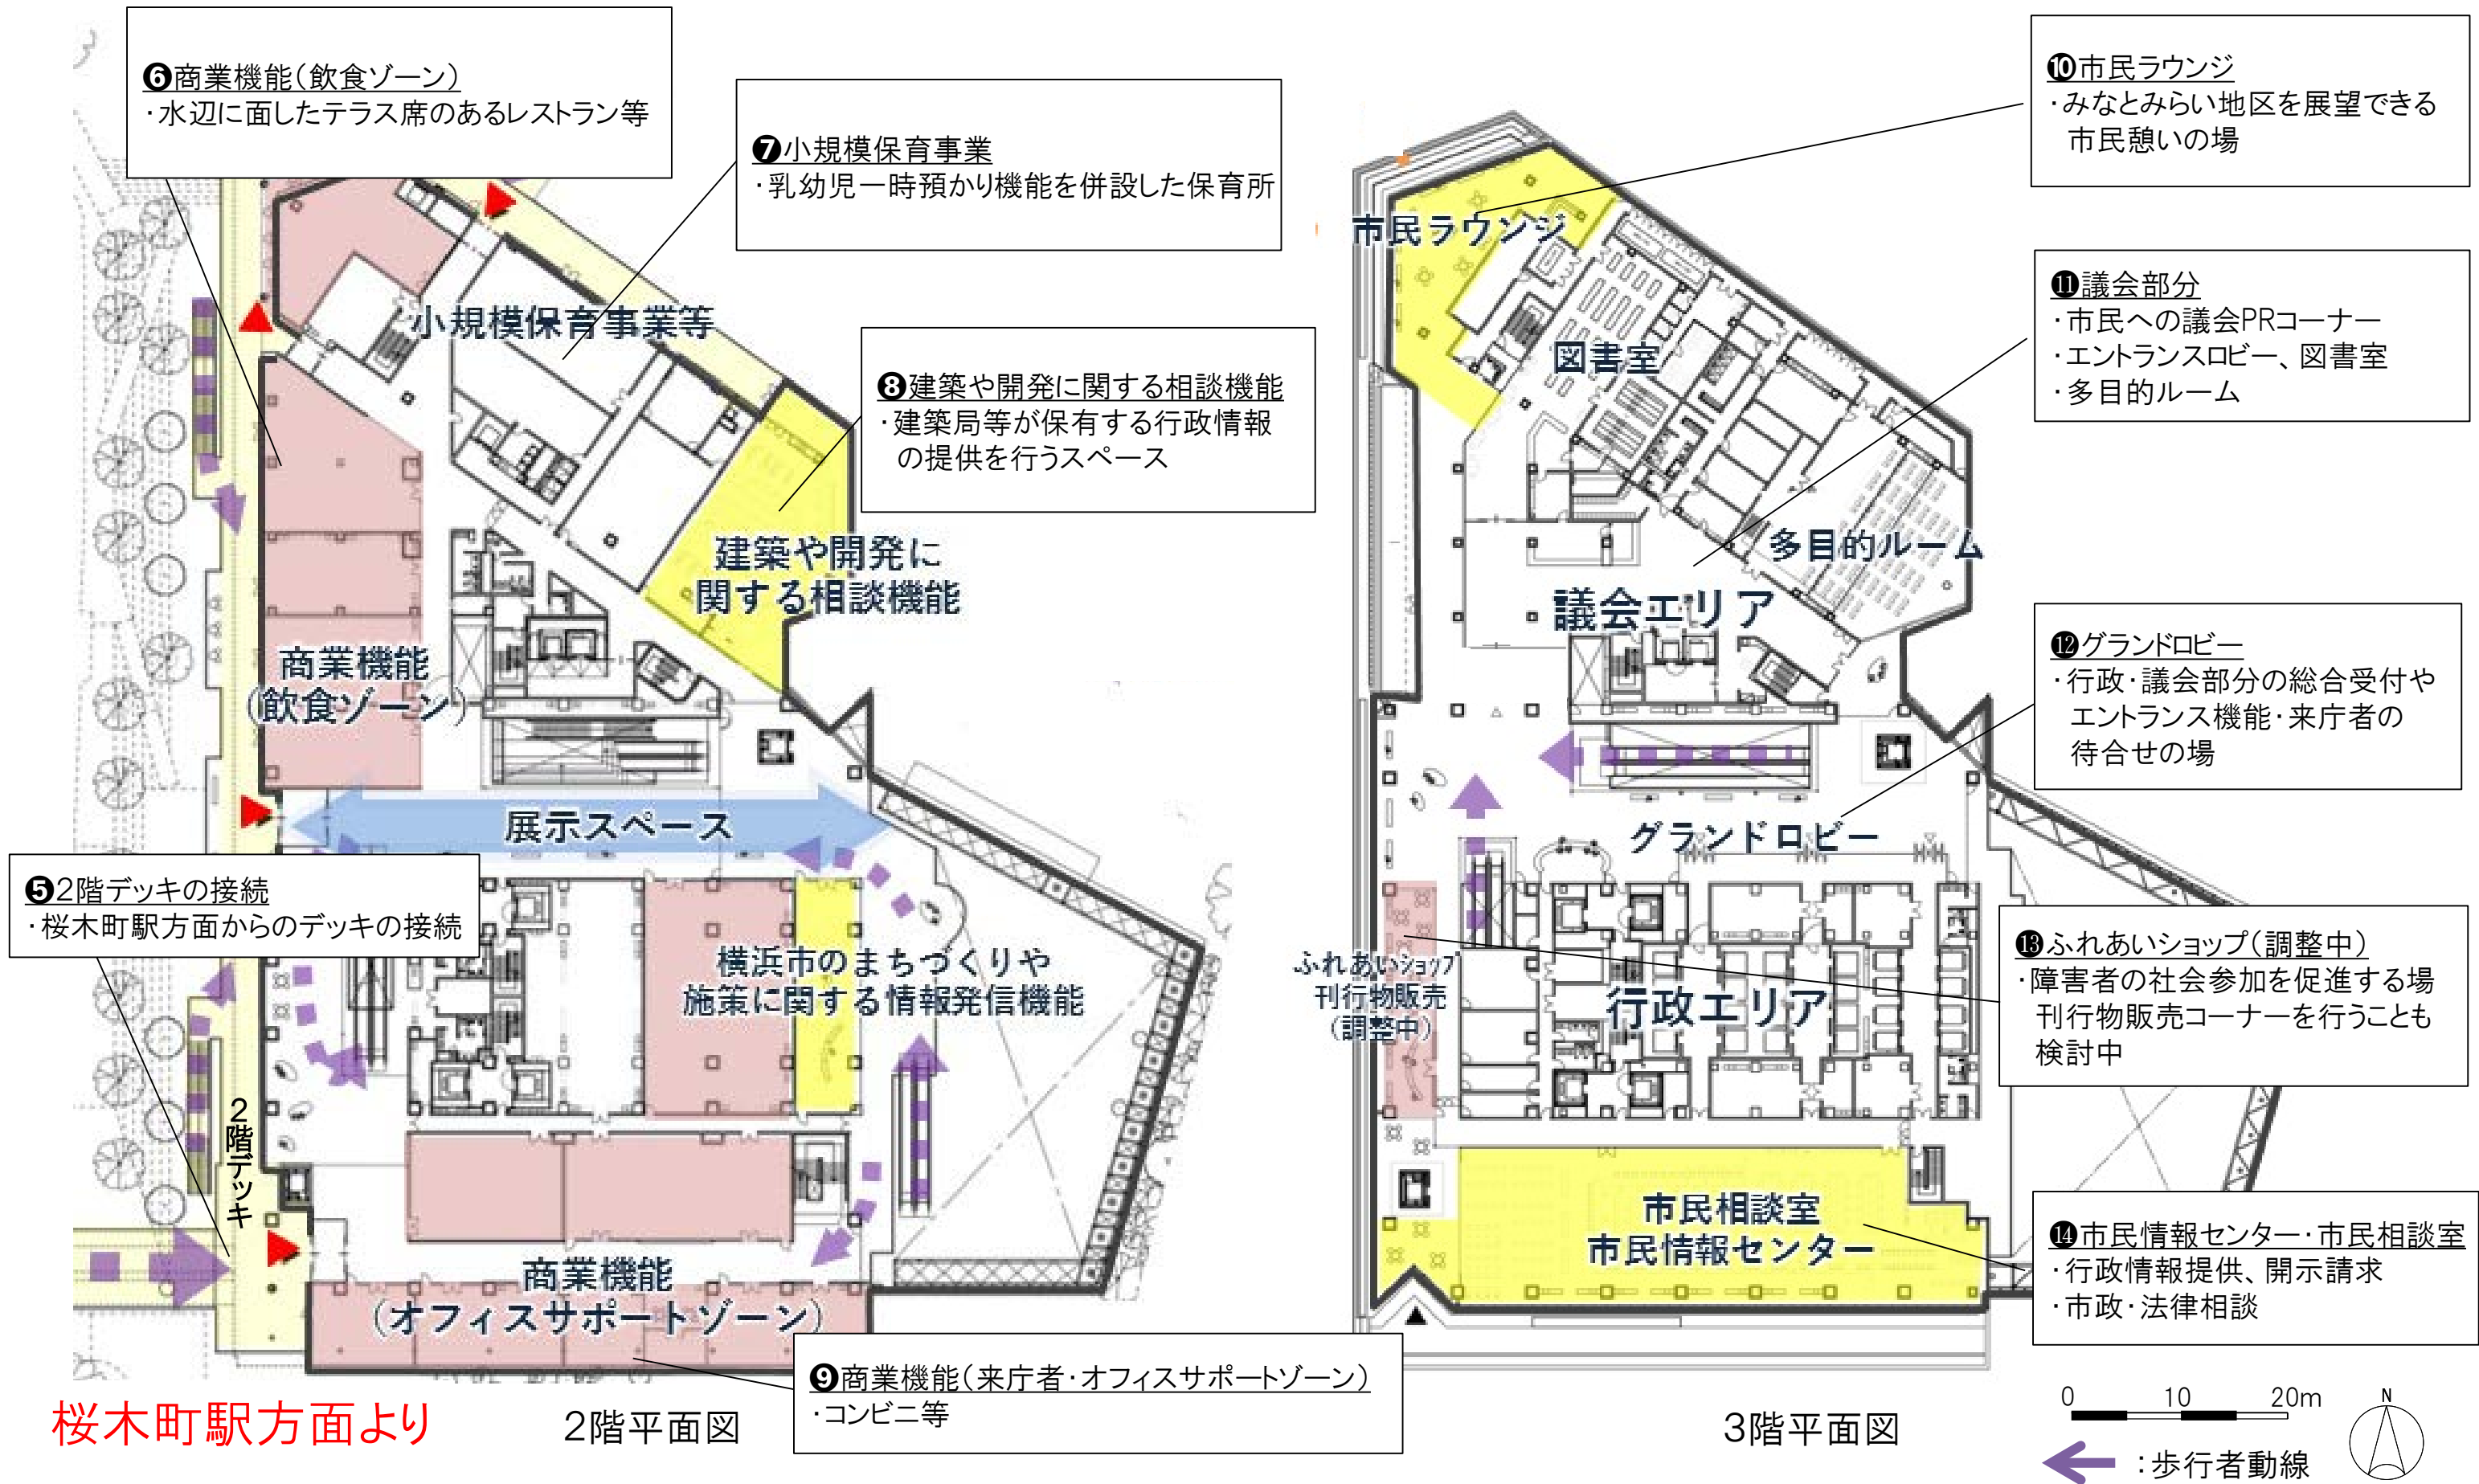 ❻商業機能(飲食ゾーン)
・水辺に面したテラス席のあるレストラン等
❼小規模保育事業
・乳幼児一時預かり機能を併設した保育所
小規模保育事業等
❽建築や開発に関する相談機能
・建築局等が保有する行政情報
の提供を行うスペース
建築や開発に
関する相談機能
商業機能
(飲食ゾーン)
展示スペース
❺2階デッキの接続
・桜木町駅方面からのデッキの接続
横浜市のまちづくりや
施策に関する情報発信機能
2階デッキ
商業機能
(オフィスサポートゾーン)
❾商業機能(来庁者・オフィスサポートゾーン)
・コンビニ等
桜木町駅方面より
2階平面図
❿市民ラウンジ
・みなとみらい地区を展望できる
市民憩いの場
市民ラウンジ
図書室
⓫議会部分
・市民への議会PRコーナー
・エントランスロビー、図書室
・多目的ルーム
多目的ルーム
議会エリア
⓬グランドロビー
・行政・議会部分の総合受付や
エントランス機能・来庁者の
待合せの場
グランドロビー
ふれあいショップ
刊行物販売
(調整中)
行政エリア
⓭ふれあいショップ(調整中)
・障害者の社会参加を促進する場
刊行物販売コーナーを行うことも
検討中
市民相談室
市民情報センター
⓮市民情報センター・市民相談室
・行政情報提供、開示請求
・市政・法律相談
3階平面図
0 10 20m
N
:歩行者動線